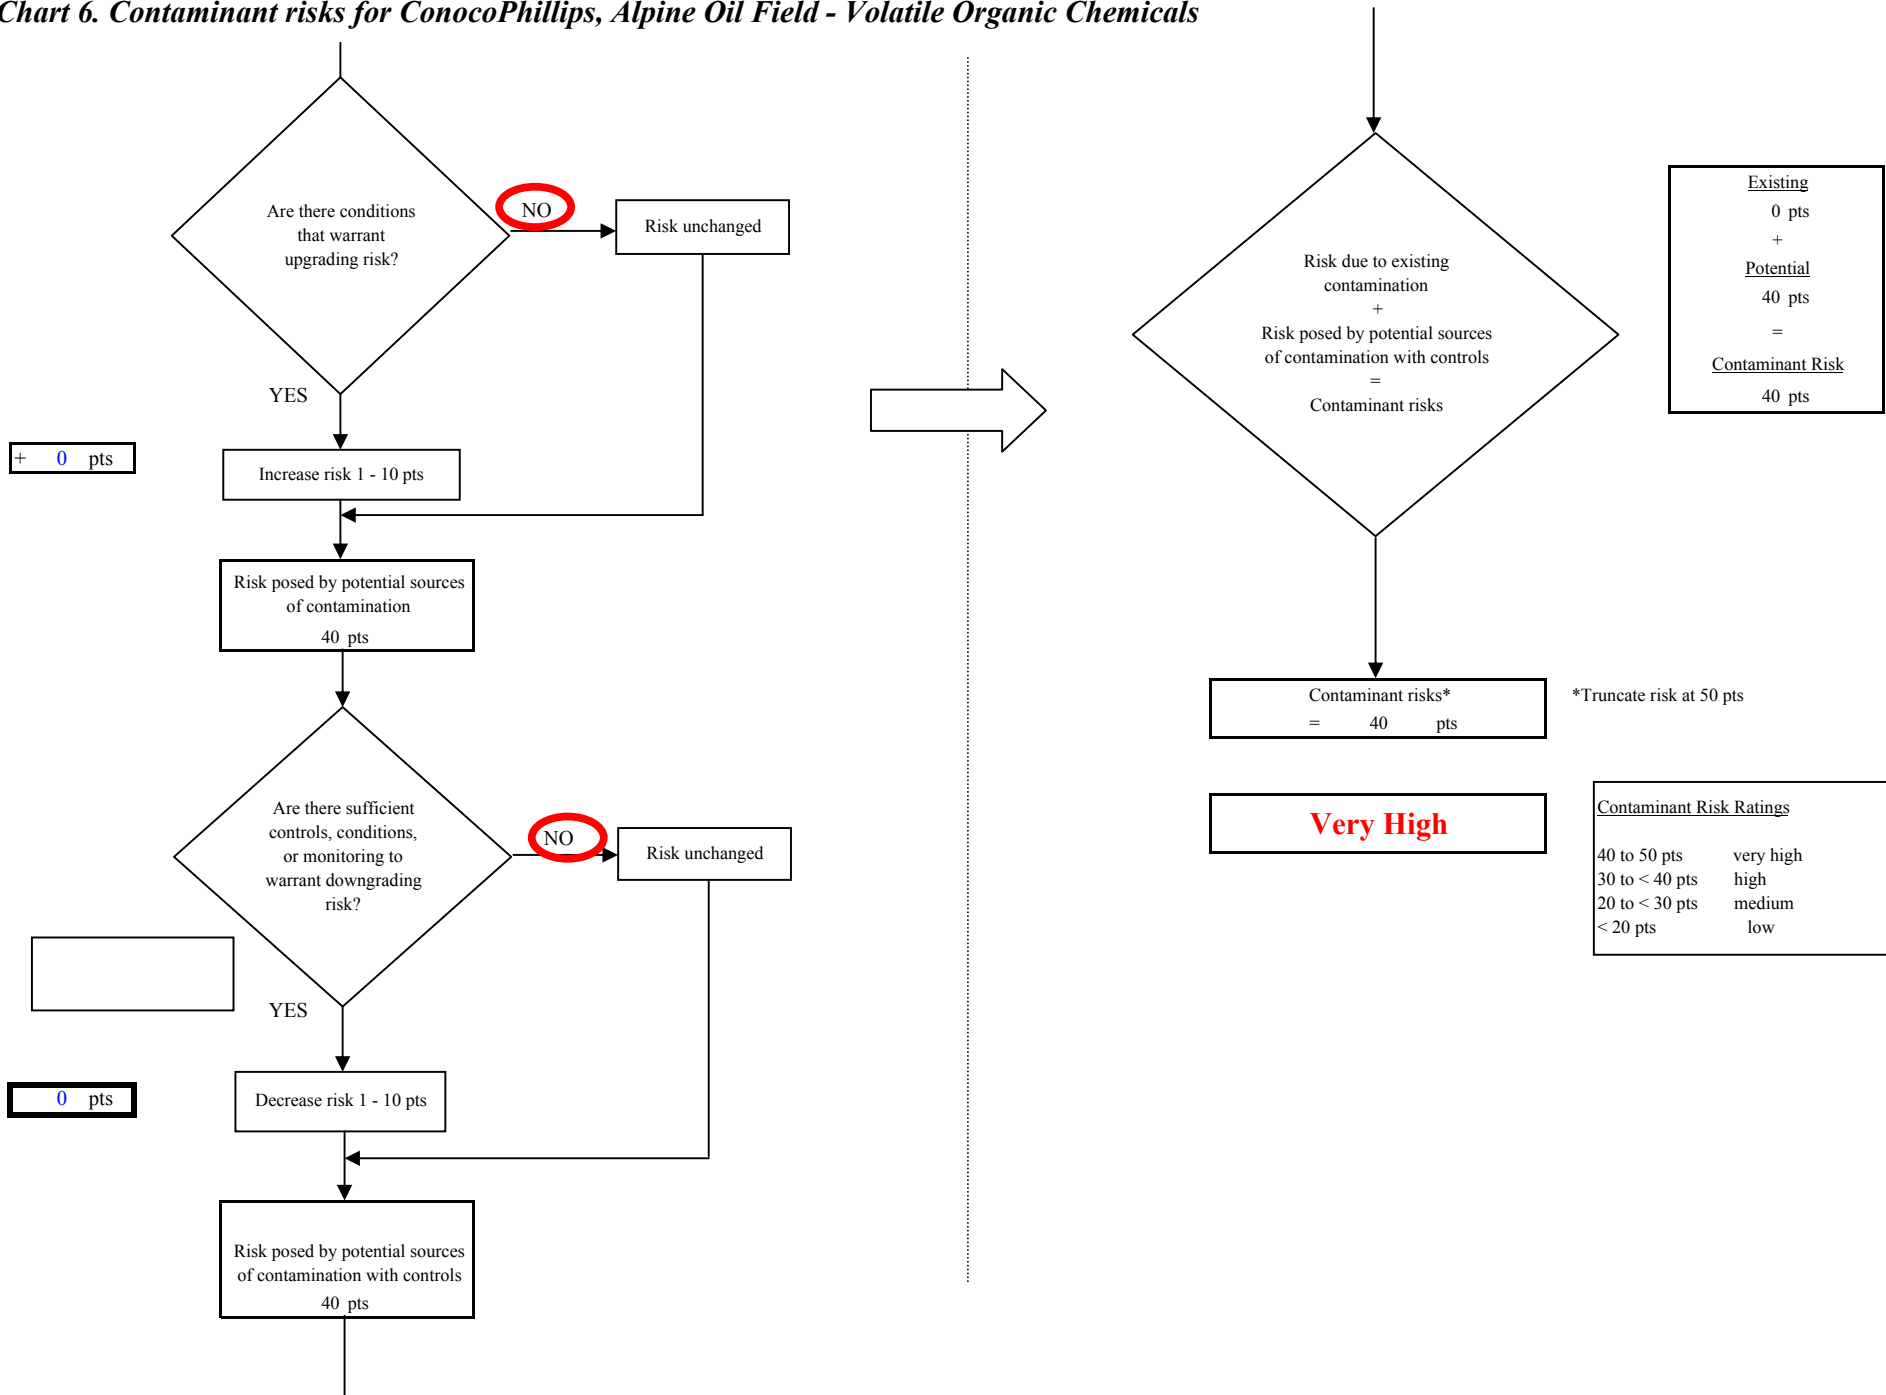 Chart 6. Contaminant risks for ConocoPhillips, Alpine Oil Field - Volatile Organic Chemicals
Are there conditions
that warrant
upgrading risk?
NO
Risk unchanged
YES
+ 0 pts
Increase risk 1 - 10 pts
Risk posed by potential sources
of contamination
40 pts
Are there sufficient
controls, conditions,
or monitoring to
warrant downgrading
risk?
NO
Risk unchanged
YES
0 pts
Decrease risk 1 - 10 pts
Risk posed by potential sources
of contamination with controls
40 pts
Risk due to existing
contamination
+
Risk posed by potential sources
of contamination with controls
=
Contaminant risks
Existing
0 pts
+
Potential
40 pts
=
Contaminant Risk
40 pts
Contaminant risks*
= 40 pts
*Truncate risk at 50 pts
Very High
Contaminant Risk Ratings
40 to 50 pts very high
30 to < 40 pts high
20 to < 30 pts medium
< 20 pts low